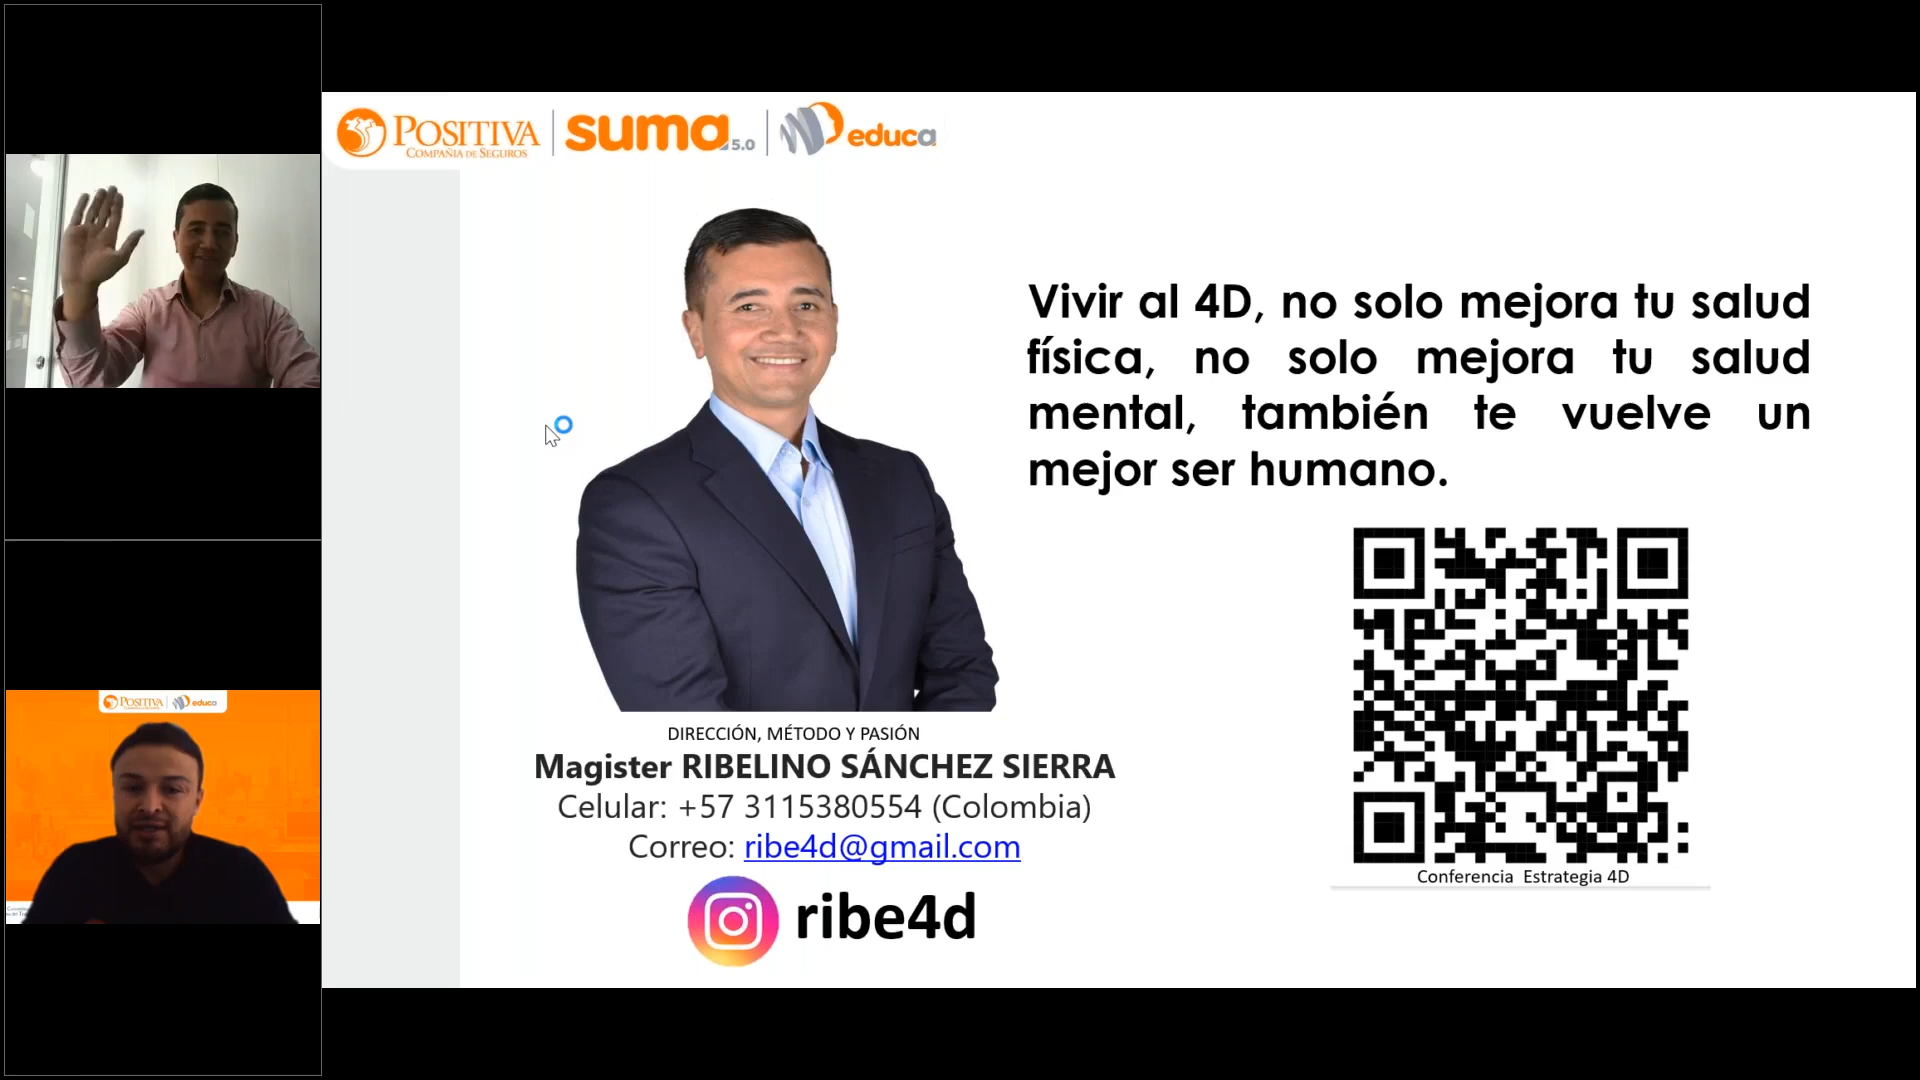 POSITIVA
COMPAÑÍA DE SEGUROS
suma 5.0
educa
Vivir al 4D, no solo mejora tu salud
física, no solo mejora tu salud
mental, también te vuelve un
mejor ser humano.
DIRECCIÓN, MÉTODO Y PASIÓN
Magister RIBELINO SÁNCHEZ SIERRA
Celular: +57 3115380554 (Colombia)
Correo: ribe4d@gmail.com
ribe4d
Conferencia Estrategia 4D
POSITIVA
educa